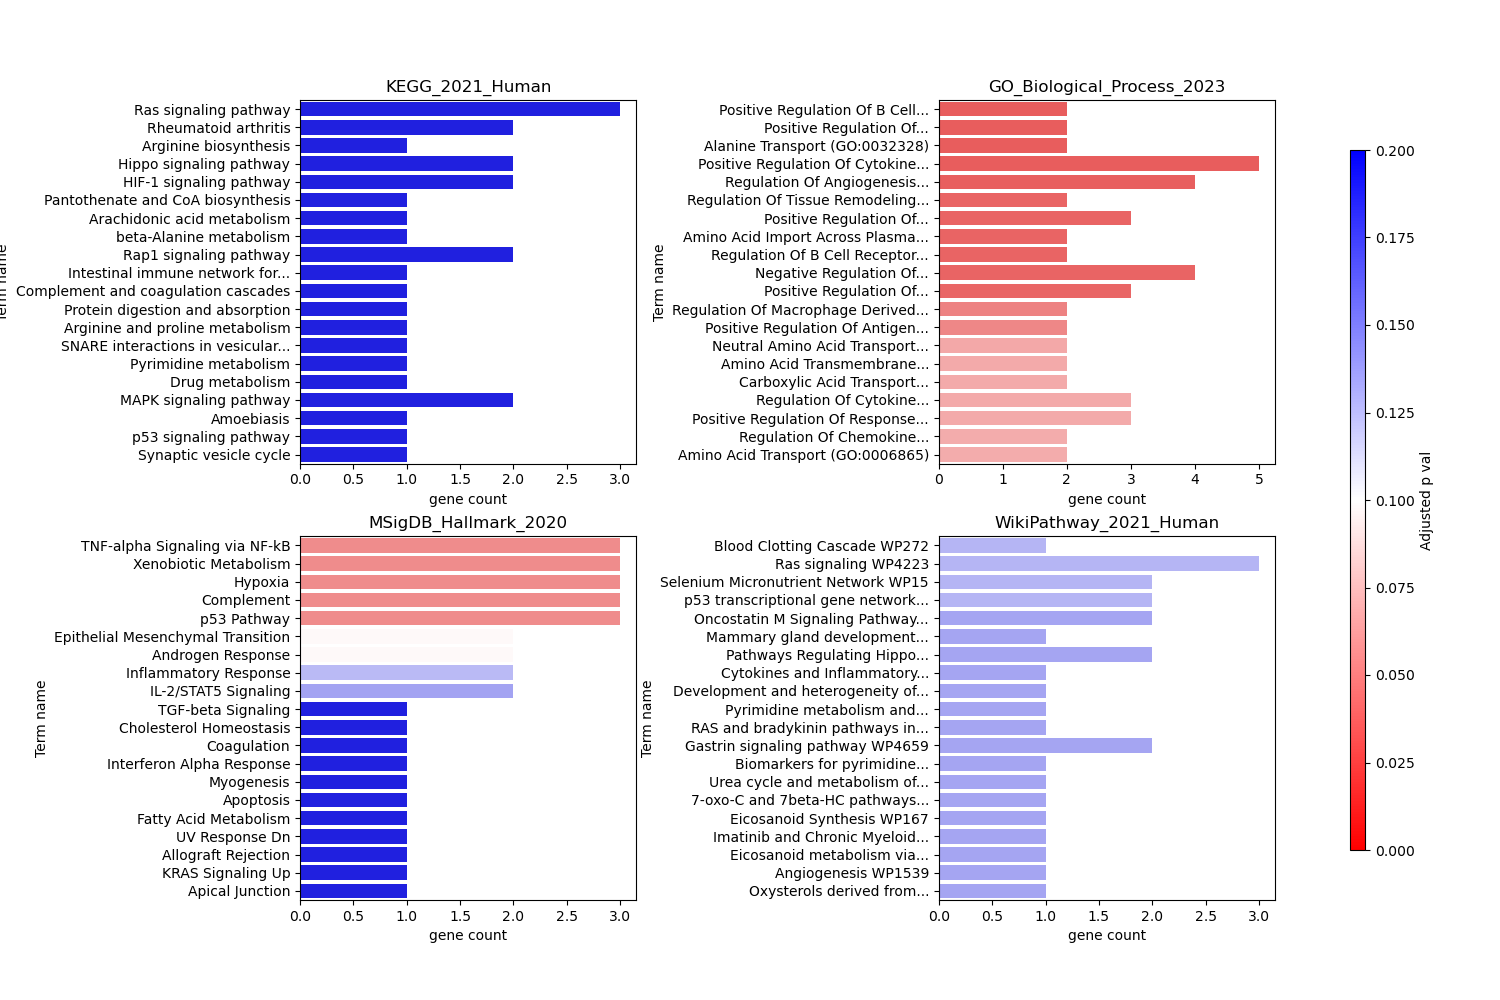 KEGG_2021_Human
Ras signaling pathway
Rheumatoid arthritis
Arginine biosynthesis
Hippo signaling pathway
HIF-1 signaling pathway
Pantothenate and CoA biosynthesis
Arachidonic acid metabolism
beta-Alanine metabolism
Rap1 signaling pathway
Intestinal immune network for...
Complement and coagulation cascades
Protein digestion and absorption
Arginine and proline metabolism
SNARE interactions in vesicular...
Pyrimidine metabolism
Drug metabolism
MAPK signaling pathway
Amoebiasis
p53 signaling pathway
Synaptic vesicle cycle
Term name
0.0 0.5 1.0 1.5 2.0 2.5 3.0
gene count
GO_Biological_Process_2023
Positive Regulation Of B Cell...
Positive Regulation Of...
Alanine Transport (GO:0032328)
Positive Regulation Of Cytokine...
Regulation Of Angiogenesis...
Regulation Of Tissue Remodeling...
Positive Regulation Of...
Amino Acid Import Across Plasma...
Regulation Of B Cell Receptor...
Negative Regulation Of...
Positive Regulation Of...
Regulation Of Macrophage Derived...
Positive Regulation Of Antigen...
Neutral Amino Acid Transport...
Amino Acid Transmembrane...
Carboxylic Acid Transport...
Regulation Of Cytokine...
Positive Regulation Of Response...
Regulation Of Chemokine...
Amino Acid Transport (GO:0006865)
Term name
0 1 2 3 4 5
gene count
MSigDB_Hallmark_2020
TNF-alpha Signaling via NF-kB
Xenobiotic Metabolism
Hypoxia
Complement
p53 Pathway
Epithelial Mesenchymal Transition
Androgen Response
Inflammatory Response
IL-2/STAT5 Signaling
TGF-beta Signaling
Cholesterol Homeostasis
Coagulation
Interferon Alpha Response
Myogenesis
Apoptosis
Fatty Acid Metabolism
UV Response Dn
Allograft Rejection
KRAS Signaling Up
Apical Junction
Term name
0.0 0.5 1.0 1.5 2.0 2.5 3.0
gene count
WikiPathway_2021_Human
Blood Clotting Cascade WP272
Ras signaling WP4223
Selenium Micronutrient Network WP15
p53 transcriptional gene network...
Oncostatin M Signaling Pathway...
Mammary gland development...
Pathways Regulating Hippo...
Cytokines and Inflammatory...
Development and heterogeneity of...
Pyrimidine metabolism and...
RAS and bradykinin pathways in...
Gastrin signaling pathway WP4659
Biomarkers for pyrimidine...
Urea cycle and metabolism of...
7-oxo-C and 7beta-HC pathways...
Eicosanoid Synthesis WP167
Imatinib and Chronic Myeloid...
Eicosanoid metabolism via...
Angiogenesis WP1539
Oxysterols derived from...
Term name
0.0 0.5 1.0 1.5 2.0 2.5 3.0
gene count
0.200
0.175
0.150
0.125
0.100
0.075
0.050
0.025
0.000
Adjusted p val